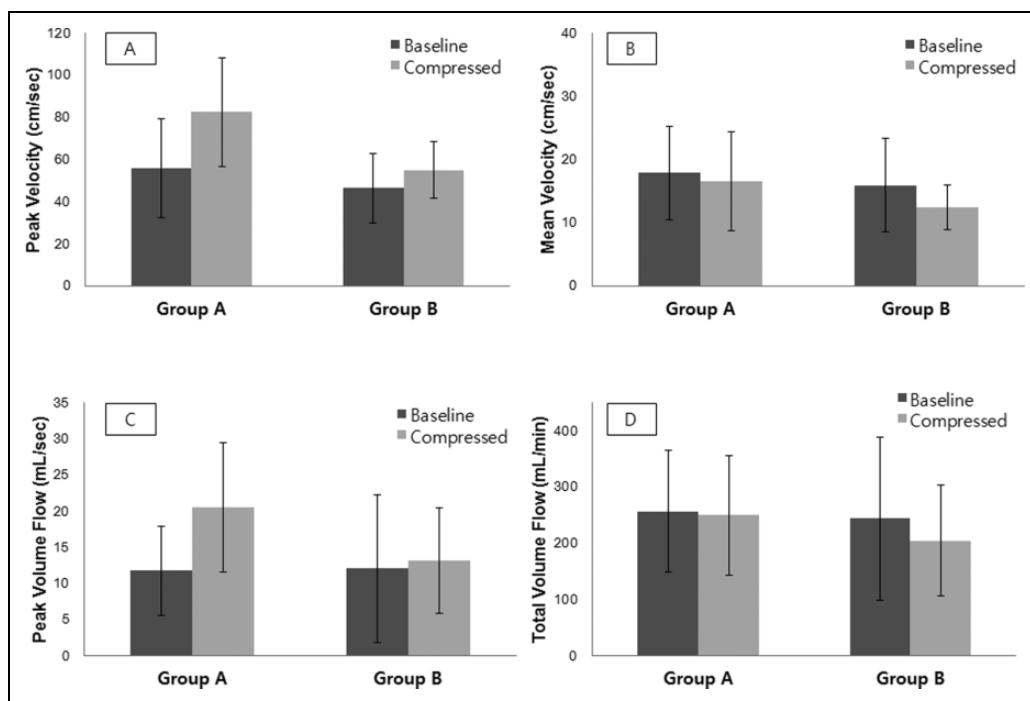 A
Baseline
Compressed
Peak Velocity (cm/sec)
120
100
80
60
40
20
0
Group A
Group B
B
Baseline
Compressed
Mean Velocity (cm/sec)
40
30
20
10
0
Group A
Group B
C
Baseline
Compressed
Peak Volume Flow (mL/sec)
35
30
25
20
15
10
5
0
Group A
Group B
D
Baseline
Compressed
Total Volume Flow (mL/min)
400
300
200
100
0
Group A
Group B